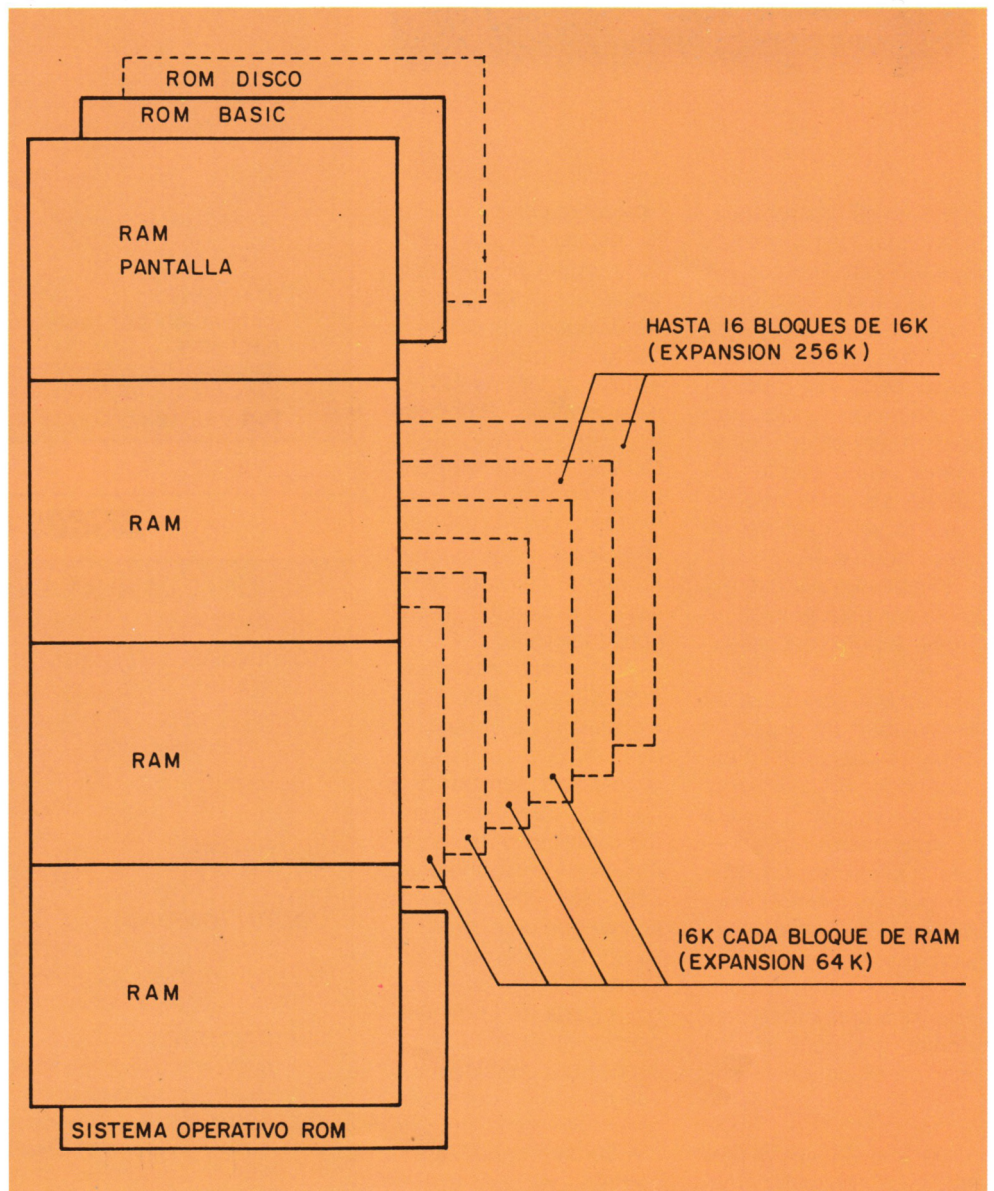 ROM DISCO
ROM BASIC
RAM
PANTALLA
HASTA 16 BLOQUES DE 16K
(EXPANSION 256K)
RAM
RAM
16K CADA BLOQUE DE RAM
(EXPANSION 64K)
RAM
SISTEMA OPERATIVO ROM